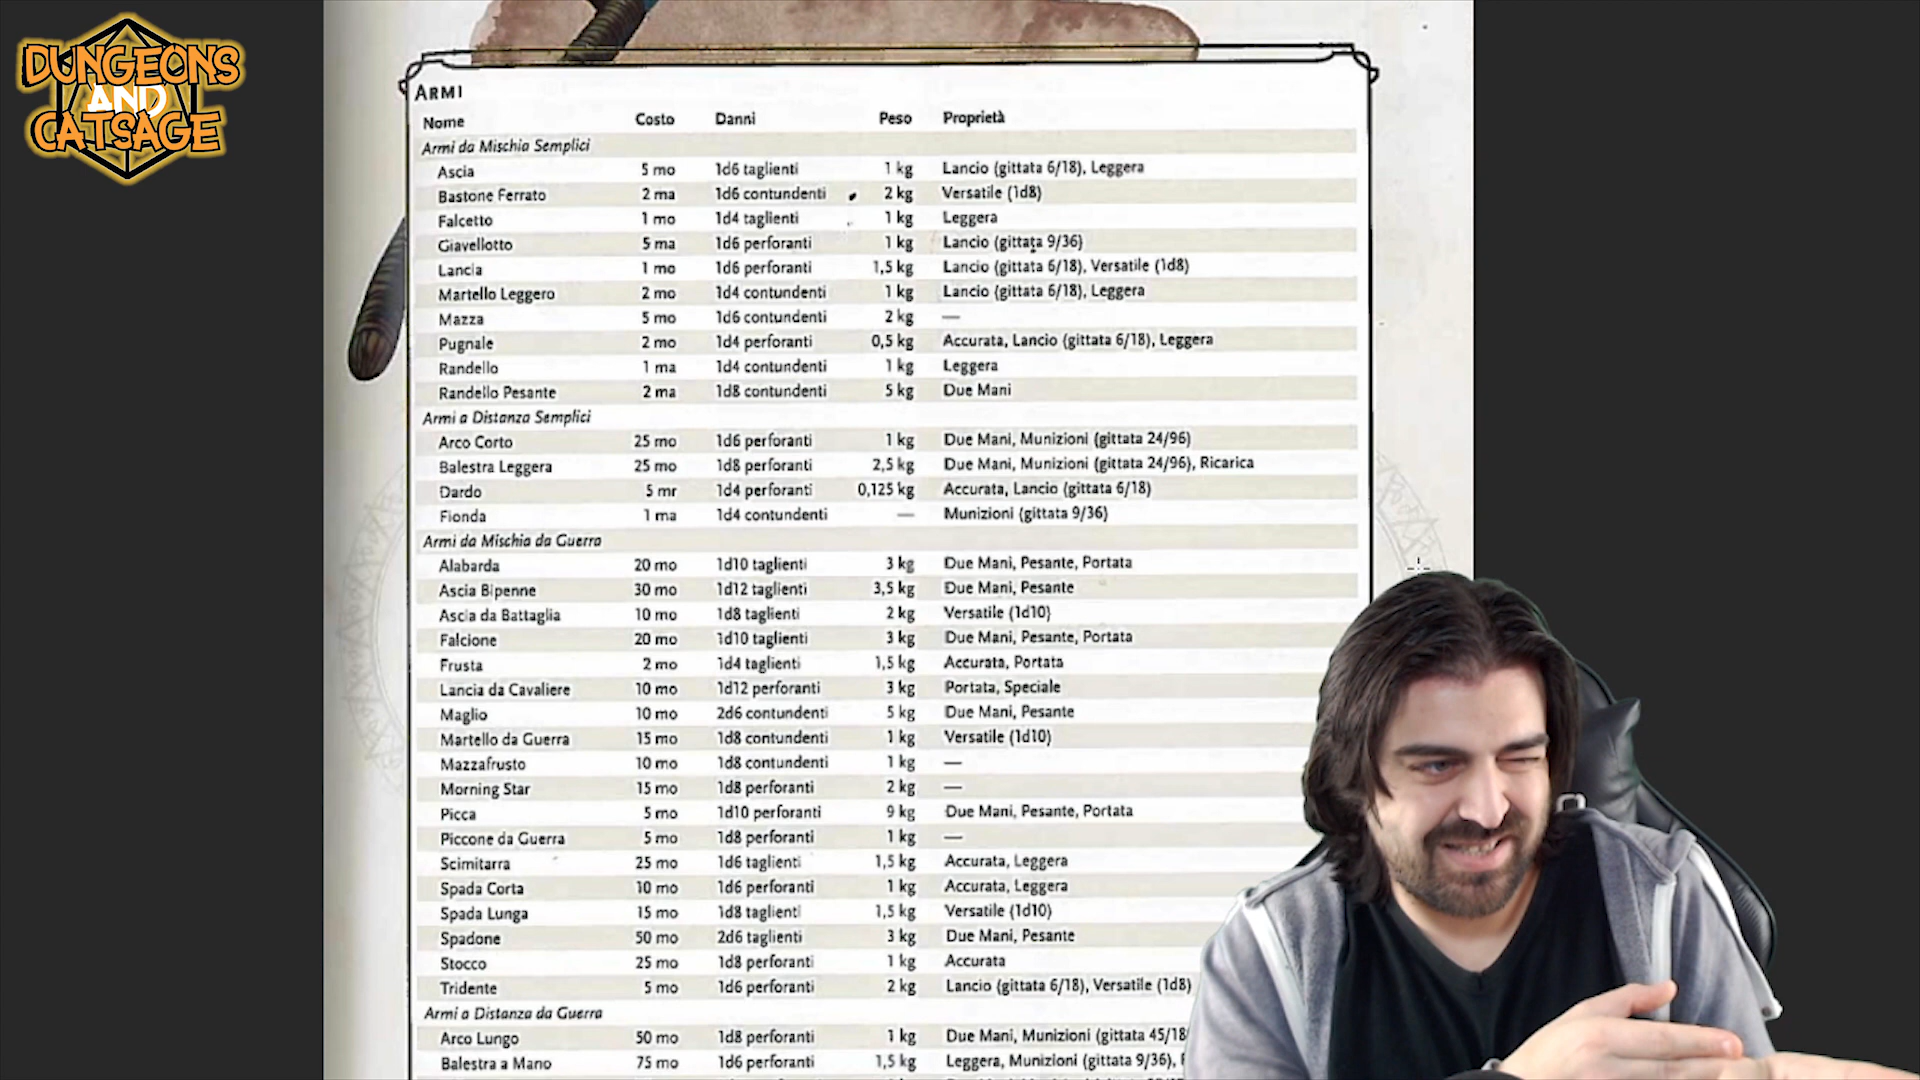 DUNGEONS
AND
CATSAGE
ARMI
Nome Costo Danni Peso Proprietà
Armi da Mischia Semplici
Ascia 5 mo 1d6 taglienti 1 kg Lancio (gittata 6/18), Leggera
Bastone Ferrato 2 ma 1d6 contundenti 2 kg Versatile (1d8)
Falcetto 1 mo 1d4 taglienti 1 kg Leggera
Giavellotto 5 ma 1d6 perforanti 1 kg Lancio (gittata 9/36)
Lancia 1 mo 1d6 perforanti 1,5 kg Lancio (gittata 6/18), Versatile (1d8)
Martello Leggero 2 mo 1d4 contundenti 1 kg Lancio (gittata 6/18), Leggera
Mazza 5 mo 1d6 contundenti 2 kg —
Pugnale 2 mo 1d4 perforanti 0,5 kg Accurata, Lancio (gittata 6/18), Leggera
Randello 1 ma 1d4 contundenti 1 kg Leggera
Randello Pesante 2 ma 1d8 contundenti 5 kg Due Mani
Armi a Distanza Semplici
Arco Corto 25 mo 1d6 perforanti 1 kg Due Mani, Munizioni (gittata 24/96)
Balestra Leggera 25 mo 1d8 perforanti 2,5 kg Due Mani, Munizioni (gittata 24/96), Ricarica
Dardo 5 mr 1d4 perforanti 0,125 kg Accurata, Lancio (gittata 6/18)
Fionda 1 ma 1d4 contundenti — Munizioni (gittata 9/36)
Armi da Mischia da Guerra
Alabarda 20 mo 1d10 taglienti 3 kg Due Mani, Pesante, Portata
Ascia Bipenne 30 mo 1d12 taglienti 3,5 kg Due Mani, Pesante
Ascia da Battaglia 10 mo 1d8 taglienti 2 kg Versatile (1d10)
Falcione 20 mo 1d10 taglienti 3 kg Due Mani, Pesante, Portata
Frusta 2 mo 1d4 taglienti 1,5 kg Accurata, Portata
Lancia da Cavaliere 10 mo 1d12 perforanti 3 kg Portata, Speciale
Maglio 10 mo 2d6 contundenti 5 kg Due Mani, Pesante
Martello da Guerra 15 mo 1d8 contundenti 1 kg Versatile (1d10)
Mazzafrusto 10 mo 1d8 contundenti 1 kg —
Morning Star 15 mo 1d8 perforanti 2 kg —
Picca 5 mo 1d10 perforanti 9 kg Due Mani, Pesante, Portata
Piccone da Guerra 5 mo 1d8 perforanti 1 kg —
Scimitarra 25 mo 1d6 taglienti 1,5 kg Accurata, Leggera
Spada Corta 10 mo 1d6 perforanti 1 kg Accurata, Leggera
Spada Lunga 15 mo 1d8 taglienti 1,5 kg Versatile (1d10)
Spadone 50 mo 2d6 taglienti 3 kg Due Mani, Pesante
Stocco 25 mo 1d8 perforanti 1 kg Accurata
Tridente 5 mo 1d6 perforanti 2 kg Lancio (gittata 6/18), Versatile (1d8)
Armi a Distanza da Guerra
Arco Lungo 50 mo 1d8 perforanti 1 kg Due Mani, Munizioni (gittata 45/18
Balestra a Mano 75 mo 1d6 perforanti 1,5 kg Leggera, Munizioni (gittata 9/36),